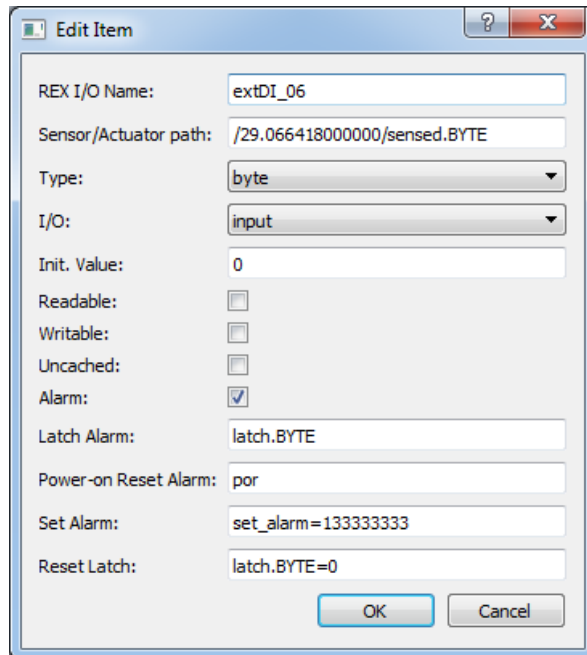 Edit Item
REX I/O Name: extDI_06
Sensor/Actuator path: /29.066418000000/sensed.BYTE
Type: byte
I/O: input
Init. Value: 0
Readable:
Writable:
Uncached:
Alarm:
Latch Alarm: latch.BYTE
Power-on Reset Alarm: por
Set Alarm: set_alarm=133333333
Reset Latch: latch.BYTE=0
OK Cancel